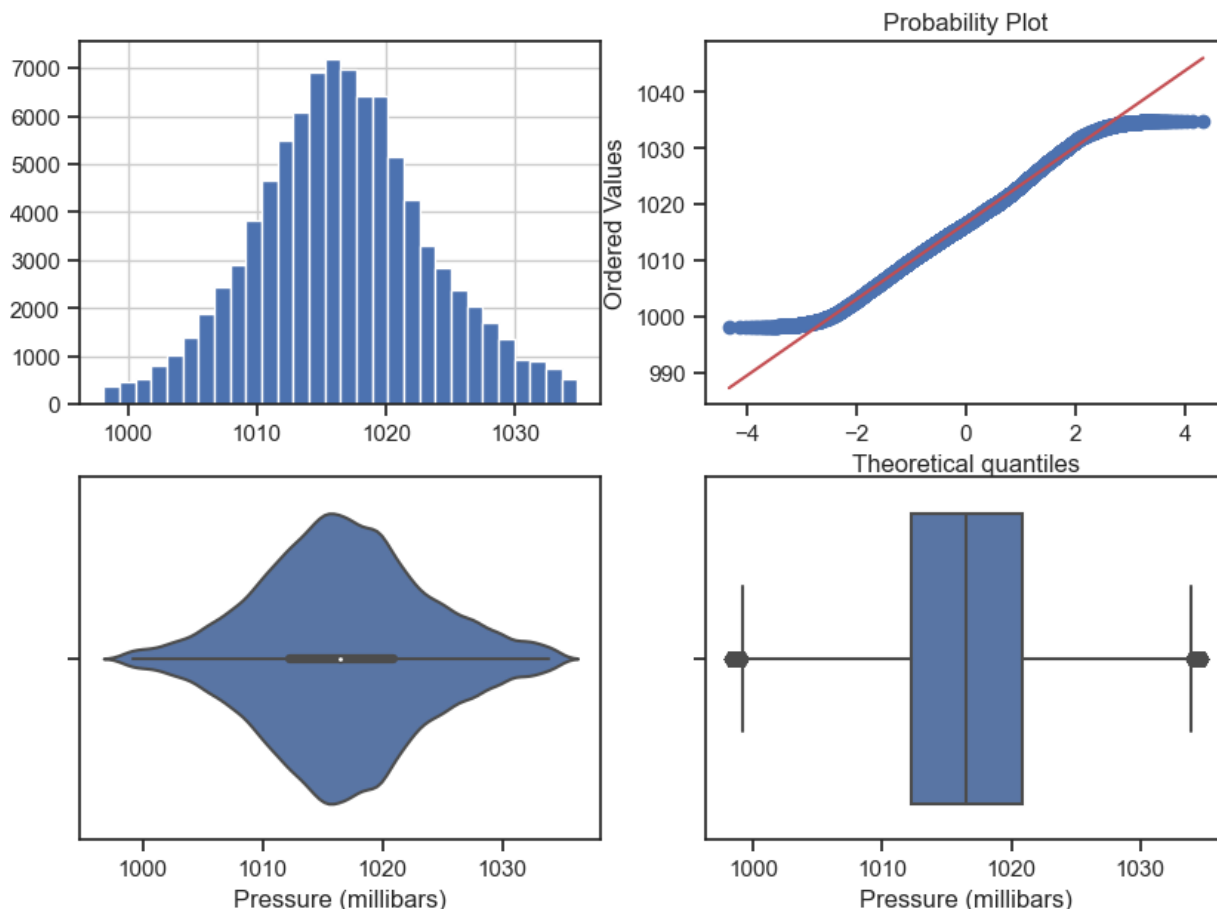 Probability Plot
7000
6000
5000
4000
3000
2000
1000
0
1000 1010 1020 1030
Ordered Values
1040
1030
1020
1010
1000
990
−4 −2 0 2 4
Theoretical quantiles
1000 1010 1020 1030
Pressure (millibars)
1000 1010 1020 1030
Pressure (millibars)